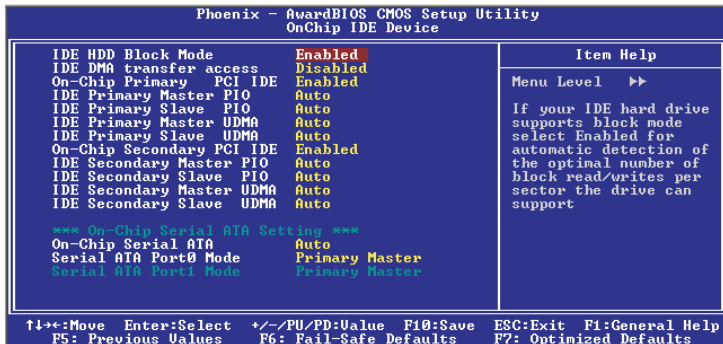 Phoenix - AwardBIOS CMOS Setup Utility
OnChip IDE Device
IDE HDD Block Mode Enabled
IDE DMA transfer access Disabled
On-Chip Primary PCI IDE Enabled
IDE Primary Master PIO Auto
IDE Primary Slave PIO Auto
IDE Primary Master UDMA Auto
IDE Primary Slave UDMA Auto
On-Chip Secondary PCI IDE Enabled
IDE Secondary Master PIO Auto
IDE Secondary Slave PIO Auto
IDE Secondary Master UDMA Auto
IDE Secondary Slave UDMA Auto
*** On-Chip Serial ATA Setting ***
On-Chip Serial ATA Auto
Serial ATA Port0 Mode Primary Master
Serial ATA Port1 Mode Primary Master
Item Help
Menu Level ▸▸
If your IDE hard drive
supports block mode
select Enabled for
automatic detection of
the optimal number of
block read/writes per
sector the drive can
support
↑↓→←:Move Enter:Select +/-/PU/PD:Value F10:Save ESC:Exit F1:General Help
F5: Previous Values F6: Fail-Safe Defaults F7: Optimized Defaults